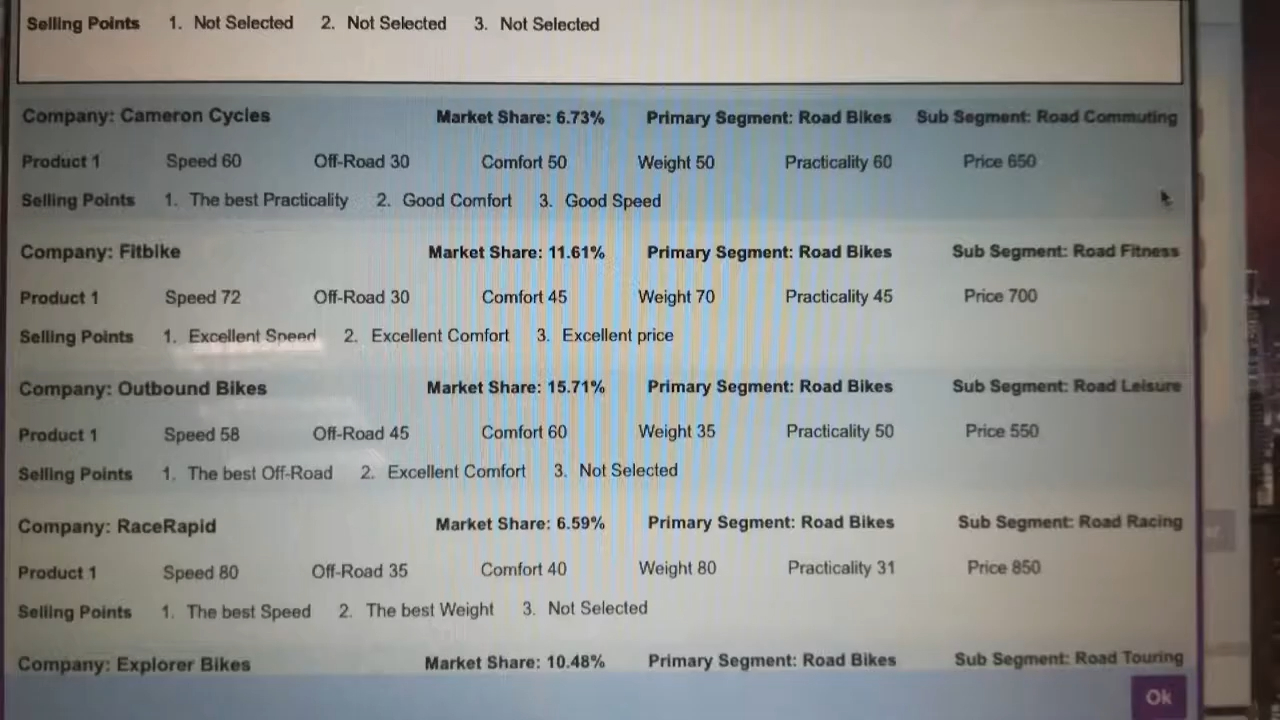 Selling Points 1. Not Selected 2. Not Selected 3. Not Selected
Company: Cameron Cycles Market Share: 6.73% Primary Segment: Road Bikes Sub Segment: Road Commuting
Product 1 Speed 60 Off-Road 30 Comfort 50 Weight 50 Practicality 60 Price 650
Selling Points 1. The best Practicality 2. Good Comfort 3. Good Speed
Company: Fitbike Market Share: 11.61% Primary Segment: Road Bikes Sub Segment: Road Fitness
Product 1 Speed 72 Off-Road 30 Comfort 45 Weight 70 Practicality 45 Price 700
Selling Points 1. Excellent Speed 2. Excellent Comfort 3. Excellent price
Company: Outbound Bikes Market Share: 15.71% Primary Segment: Road Bikes Sub Segment: Road Leisure
Product 1 Speed 58 Off-Road 45 Comfort 60 Weight 35 Practicality 50 Price 550
Selling Points 1. The best Off-Road 2. Excellent Comfort 3. Not Selected
Company: RaceRapid Market Share: 6.59% Primary Segment: Road Bikes Sub Segment: Road Racing
Product 1 Speed 80 Off-Road 35 Comfort 40 Weight 80 Practicality 31 Price 850
Selling Points 1. The best Speed 2. The best Weight 3. Not Selected
Company: Explorer Bikes Market Share: 10.48% Primary Segment: Road Bikes Sub Segment: Road Touring
Ok